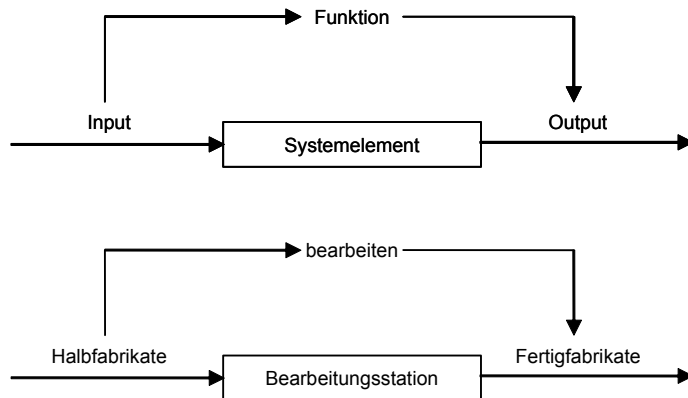 Funktion
Input
Output
Systemelement
bearbeiten
Halbfabrikate
Fertigfabrikate
Bearbeitungsstation